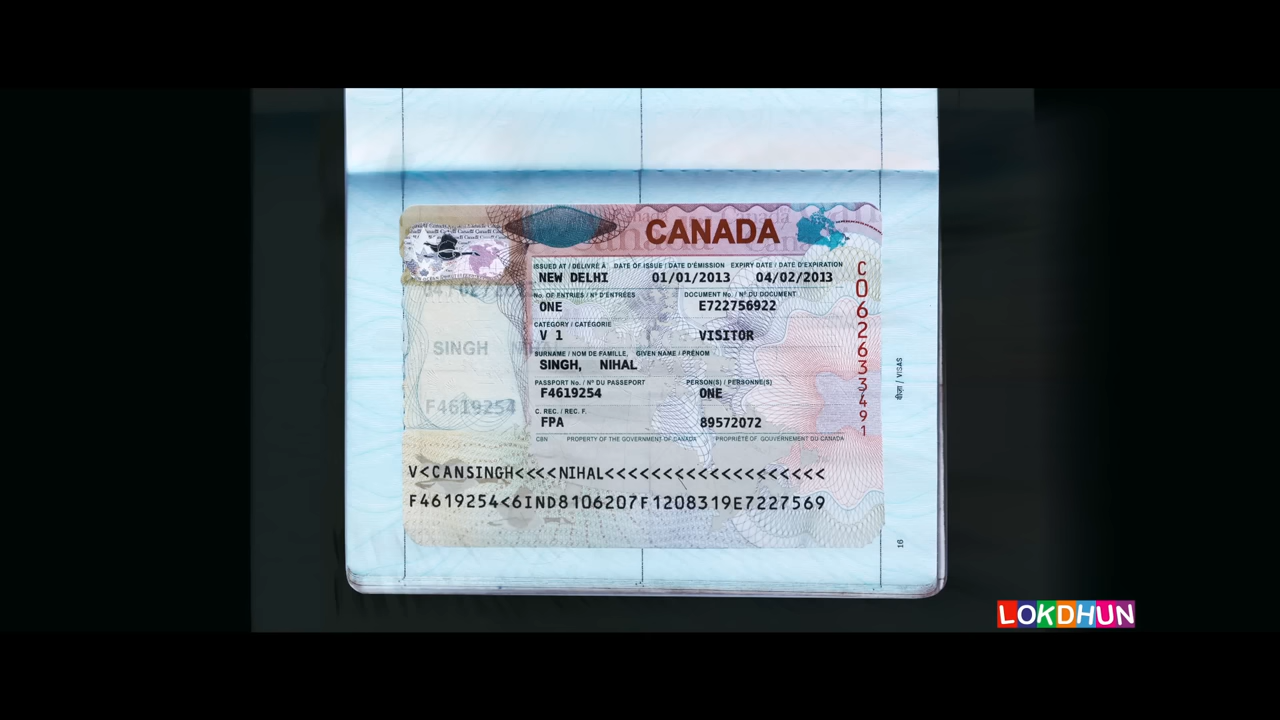 CANADA
ISSUED AT / DÉLIVRÉ À DATE OF ISSUE / DATE D'ÉMISSION EXPIRY DATE / DATE D'EXPIRATION
NEW DELHI 01/01/2013 04/02/2013
No. OF ENTRIES / Nº D'ENTRÉES DOCUMENT No. / Nº DU DOCUMENT
ONE E722756922
CATEGORY / CATÉGORIE
V 1 VISITOR
SURNAME / NOM DE FAMILLE, GIVEN NAME / PRÉNOM
SINGH, NIHAL
PASSPORT No. / Nº DU PASSEPORT PERSON(S) / PERSONNE(S)
F4619254 ONE
C. REC. / REC. F.
FPA 89572072
CBN PROPERTY OF THE GOVERNMENT OF CANADA PROPRIÉTÉ DU GOUVERNEMENT DU CANADA
SINGH
F4619254
V<CANSINGH<<<<NIHAL<<<<<<<<<<<<<<<<<<<
F4619254<6IND8106207F1208319E7227569
C062633491
वीज़ा / VISAS
16
LOKDHUN